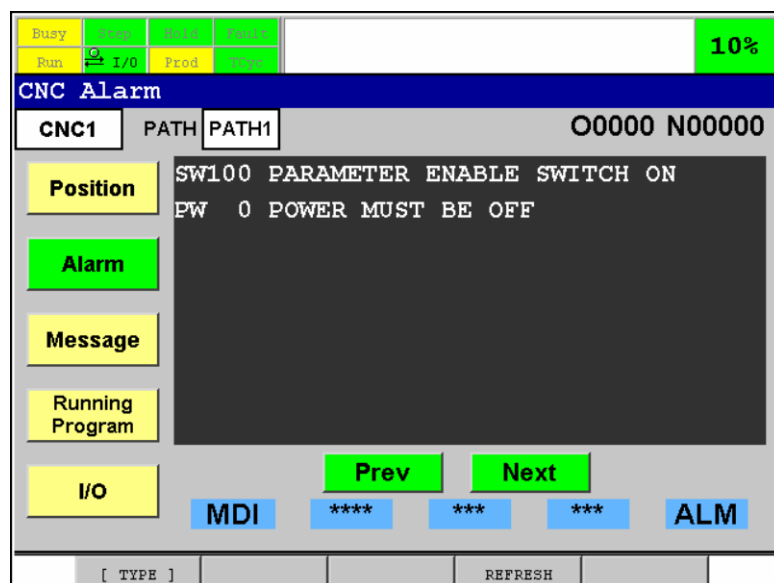 Busy Step Hold Fault
Run I/O Prod TCyc
10%
CNC Alarm
CNC1 PATH PATH1 O0000 N00000
Position
Alarm
Message
Running
Program
I/O
SW100 PARAMETER ENABLE SWITCH ON
PW 0 POWER MUST BE OFF
Prev Next
MDI **** *** *** ALM
[ TYPE ] REFRESH